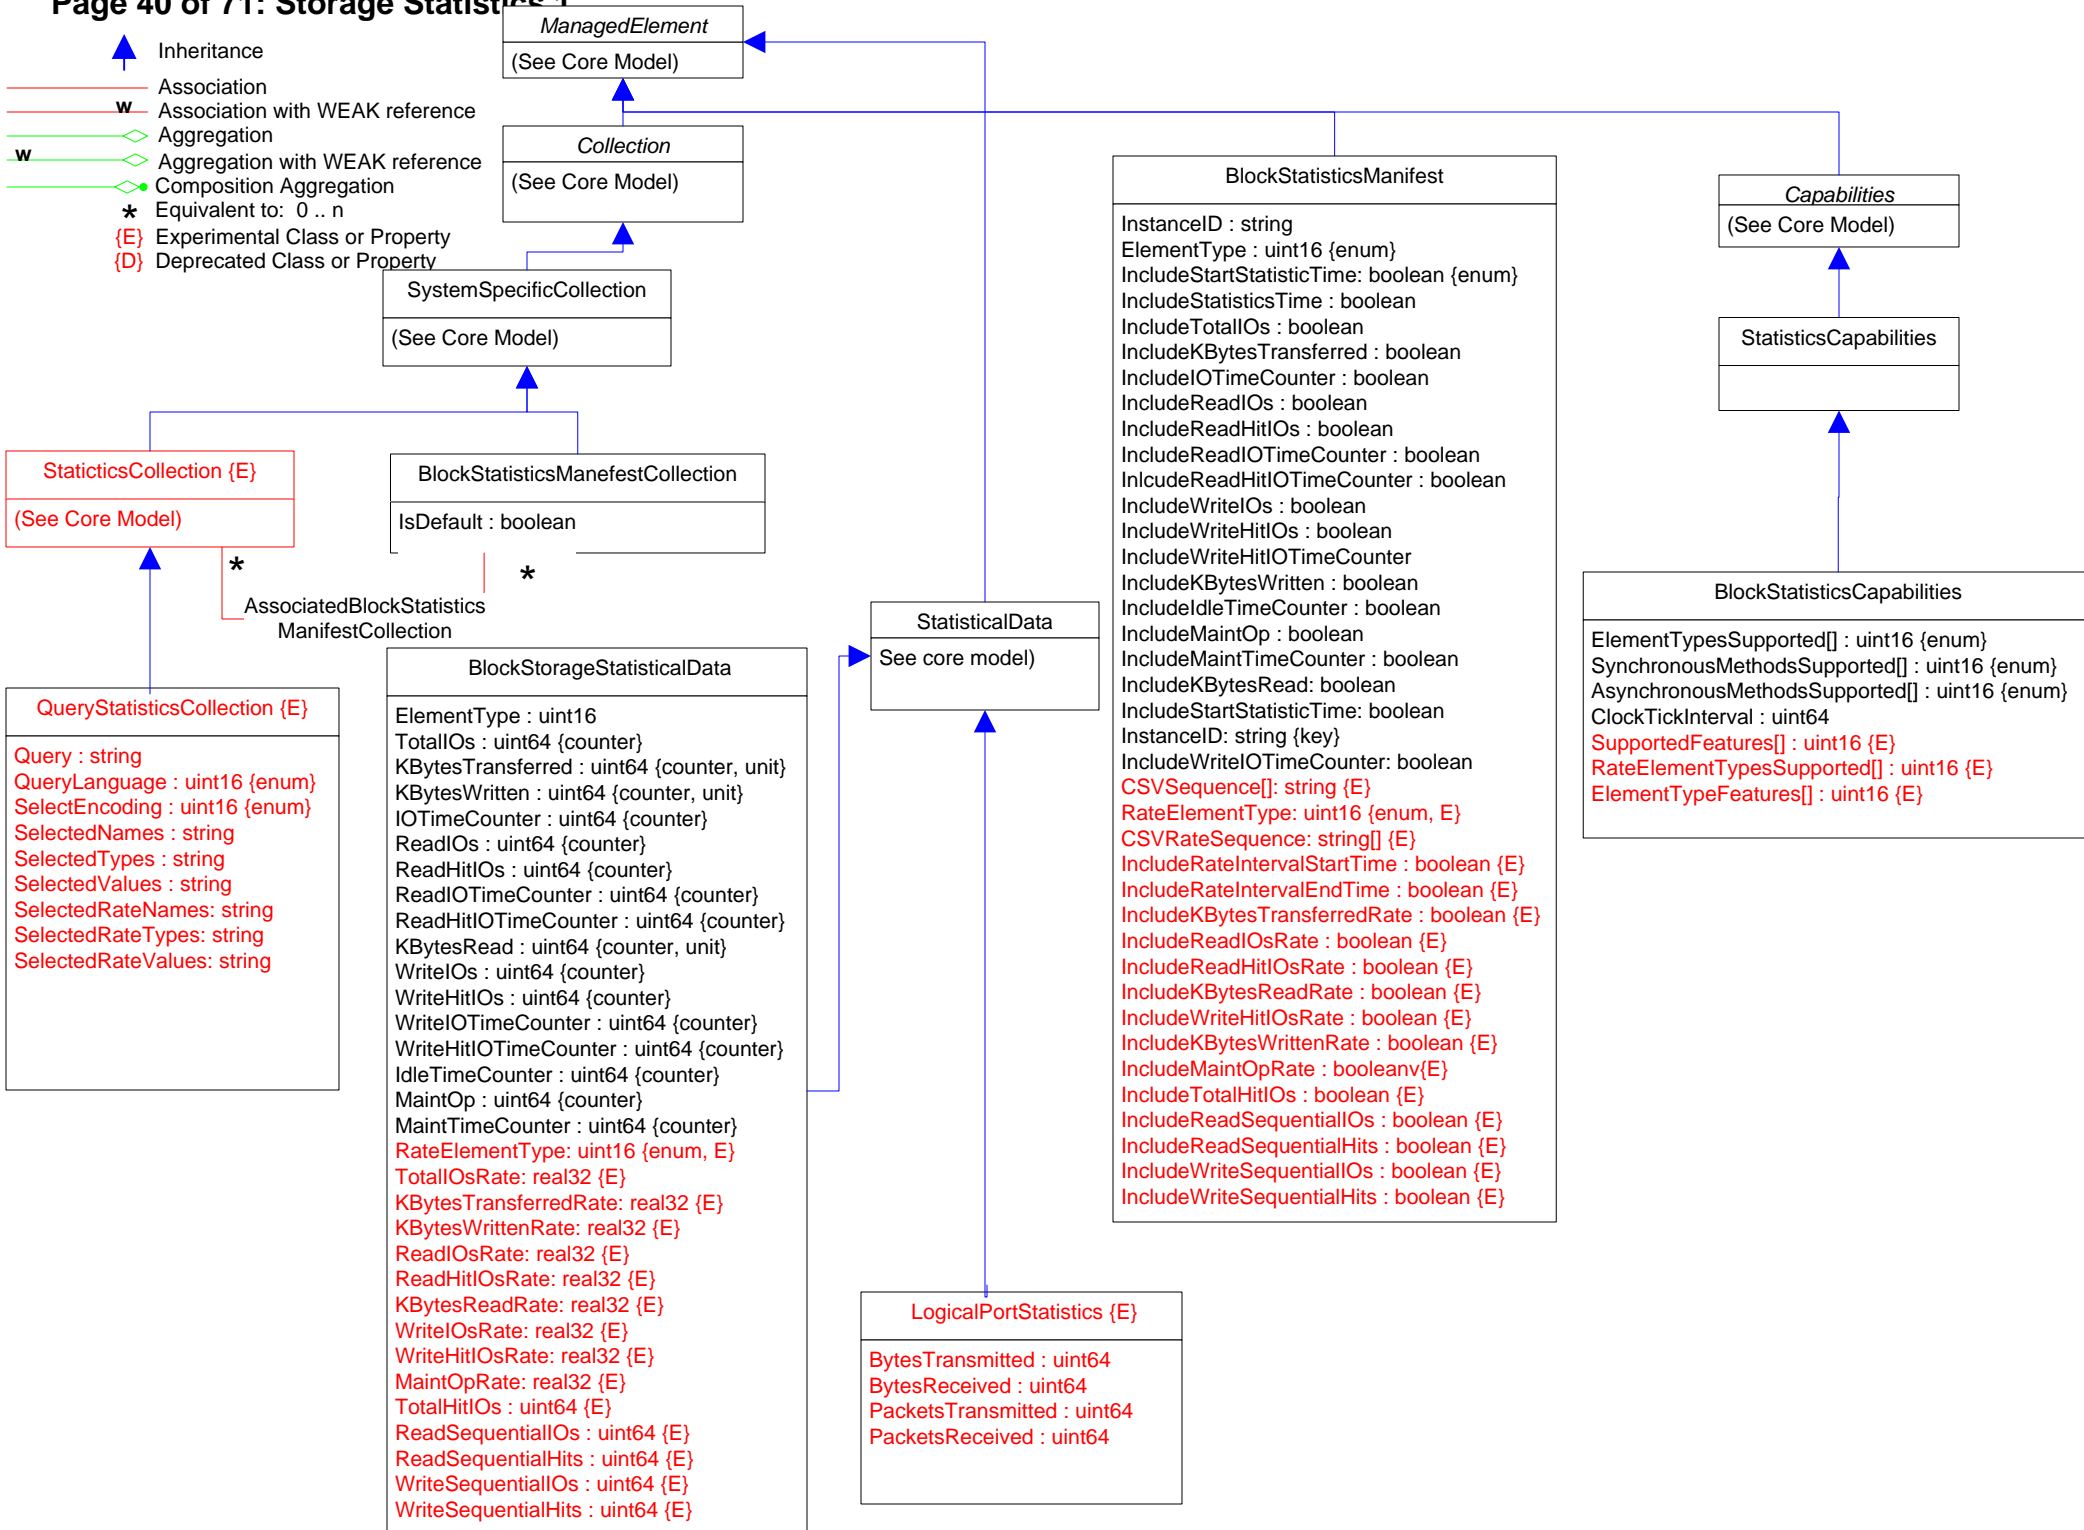 Page 40 of 71: Storage Statistics 1
Inheritance
Association
w
Association with WEAK reference
Aggregation
w
Aggregation with WEAK reference
Composition Aggregation
* Equivalent to: 0 .. n
{E} Experimental Class or Property
{D} Deprecated Class or Property
ManagedElement
(See Core Model)
Collection
(See Core Model)
SystemSpecificCollection
(See Core Model)
StaticticsCollection {E}
(See Core Model)
BlockStatisticsManefestCollection
IsDefault : boolean
*
*
AssociatedBlockStatistics
ManifestCollection
QueryStatisticsCollection {E}
Query : string
QueryLanguage : uint16 {enum}
SelectEncoding : uint16 {enum}
SelectedNames : string
SelectedTypes : string
SelectedValues : string
SelectedRateNames: string
SelectedRateTypes: string
SelectedRateValues: string
BlockStorageStatisticalData
ElementType : uint16
TotalIOs : uint64 {counter}
KBytesTransferred : uint64 {counter, unit}
KBytesWritten : uint64 {counter, unit}
IOTimeCounter : uint64 {counter}
ReadIOs : uint64 {counter}
ReadHitIOs : uint64 {counter}
ReadIOTimeCounter : uint64 {counter}
ReadHitIOTimeCounter : uint64 {counter}
KBytesRead : uint64 {counter, unit}
WriteIOs : uint64 {counter}
WriteHitIOs : uint64 {counter}
WriteIOTimeCounter : uint64 {counter}
WriteHitIOTimeCounter : uint64 {counter}
IdleTimeCounter : uint64 {counter}
MaintOp : uint64 {counter}
MaintTimeCounter : uint64 {counter}
RateElementType: uint16 {enum, E}
TotalIOsRate: real32 {E}
KBytesTransferredRate: real32 {E}
KBytesWrittenRate: real32 {E}
ReadIOsRate: real32 {E}
ReadHitIOsRate: real32 {E}
KBytesReadRate: real32 {E}
WriteIOsRate: real32 {E}
WriteHitIOsRate: real32 {E}
MaintOpRate: real32 {E}
TotalHitIOs : uint64 {E}
ReadSequentialIOs : uint64 {E}
ReadSequentialHits : uint64 {E}
WriteSequentialIOs : uint64 {E}
WriteSequentialHits : uint64 {E}
StatisticalData
See core model)
LogicalPortStatistics {E}
BytesTransmitted : uint64
BytesReceived : uint64
PacketsTransmitted : uint64
PacketsReceived : uint64
BlockStatisticsManifest
InstanceID : string
ElementType : uint16 {enum}
IncludeStartStatisticTime: boolean {enum}
IncludeStatisticsTime : boolean
IncludeTotalIOs : boolean
IncludeKBytesTransferred : boolean
IncludeIOTimeCounter : boolean
IncludeReadIOs : boolean
IncludeReadHitIOs : boolean
IncludeReadIOTimeCounter : boolean
InlcudeReadHitIOTimeCounter : boolean
IncludeWriteIOs : boolean
IncludeWriteHitIOs : boolean
IncludeWriteHitIOTimeCounter
IncludeKBytesWritten : boolean
IncludeIdleTimeCounter : boolean
IncludeMaintOp : boolean
IncludeMaintTimeCounter : boolean
IncludeKBytesRead: boolean
IncludeStartStatisticTime: boolean
InstanceID: string {key}
IncludeWriteIOTimeCounter: boolean
CSVSequence[]: string {E}
RateElementType: uint16 {enum, E}
CSVRateSequence: string[] {E}
IncludeRateIntervalStartTime : boolean {E}
IncludeRateIntervalEndTime : boolean {E}
IncludeKBytesTransferredRate : boolean {E}
IncludeReadIOsRate : boolean {E}
IncludeReadHitIOsRate : boolean {E}
IncludeKBytesReadRate : boolean {E}
IncludeWriteHitIOsRate : boolean {E}
IncludeKBytesWrittenRate : boolean {E}
IncludeMaintOpRate : booleanv{E}
IncludeTotalHitIOs : boolean {E}
IncludeReadSequentialIOs : boolean {E}
IncludeReadSequentialHits : boolean {E}
IncludeWriteSequentialIOs : boolean {E}
IncludeWriteSequentialHits : boolean {E}
Capabilities
(See Core Model)
StatisticsCapabilities
BlockStatisticsCapabilities
ElementTypesSupported[] : uint16 {enum}
SynchronousMethodsSupported[] : uint16 {enum}
AsynchronousMethodsSupported[] : uint16 {enum}
ClockTickInterval : uint64
SupportedFeatures[] : uint16 {E}
RateElementTypesSupported[] : uint16 {E}
ElementTypeFeatures[] : uint16 {E}